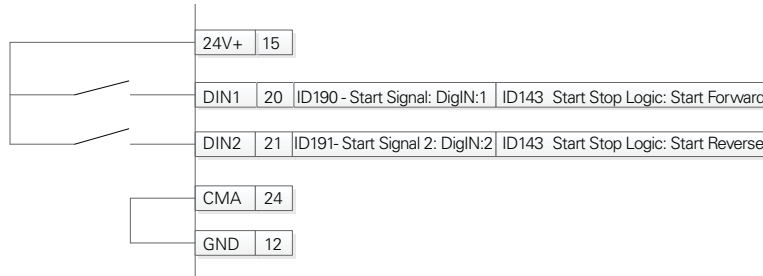 24V+ 15
DIN1 20 ID190 - Start Signal: DigIN:1 ID143 Start Stop Logic: Start Forward
DIN2 21 ID191- Start Signal 2: DigIN:2 ID143 Start Stop Logic: Start Reverse
CMA 24
GND 12